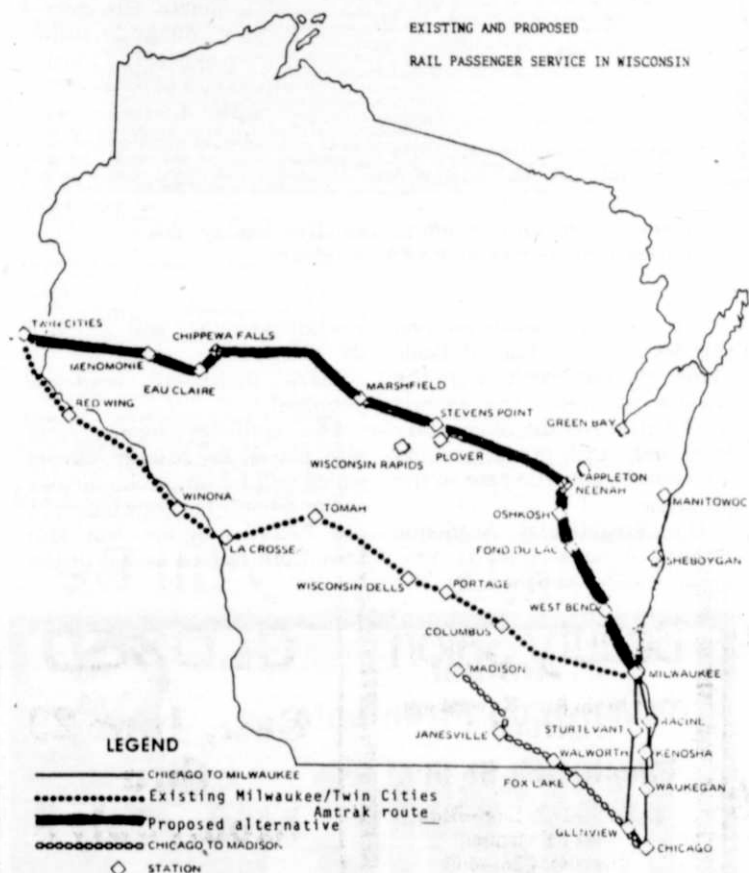 EXISTING AND PROPOSED
RAIL PASSENGER SERVICE IN WISCONSIN
TWIN CITIES
CHIPPEWA FALLS
MENOMONIE
EAU CLAIRE
MARSHFIELD
RED WING
STEVENS POINT
GREEN BAY
PLOVER
WISCONSIN RAPIDS
APPLETON
NEENAH
WINONA
MANITOWOC
TOMAH
OSHKOSH
LA CROSSE
FOND DU LAC
SHEBOYGAN
WISCONSIN DELLS
PORTAGE
WEST BEND
COLUMBUS
MADISON
MILWAUKEE
RACINE
STURTEVANT
JANESVILLE
WALWORTH
KENOSHA
FOX LAKE
WAUKEGAN
GLENVIEW
CHICAGO
LEGEND
CHICAGO TO MILWAUKEE
Existing Milwaukee/Twin Cities
Amtrak route
Proposed alternative
CHICAGO TO MADISON
STATION